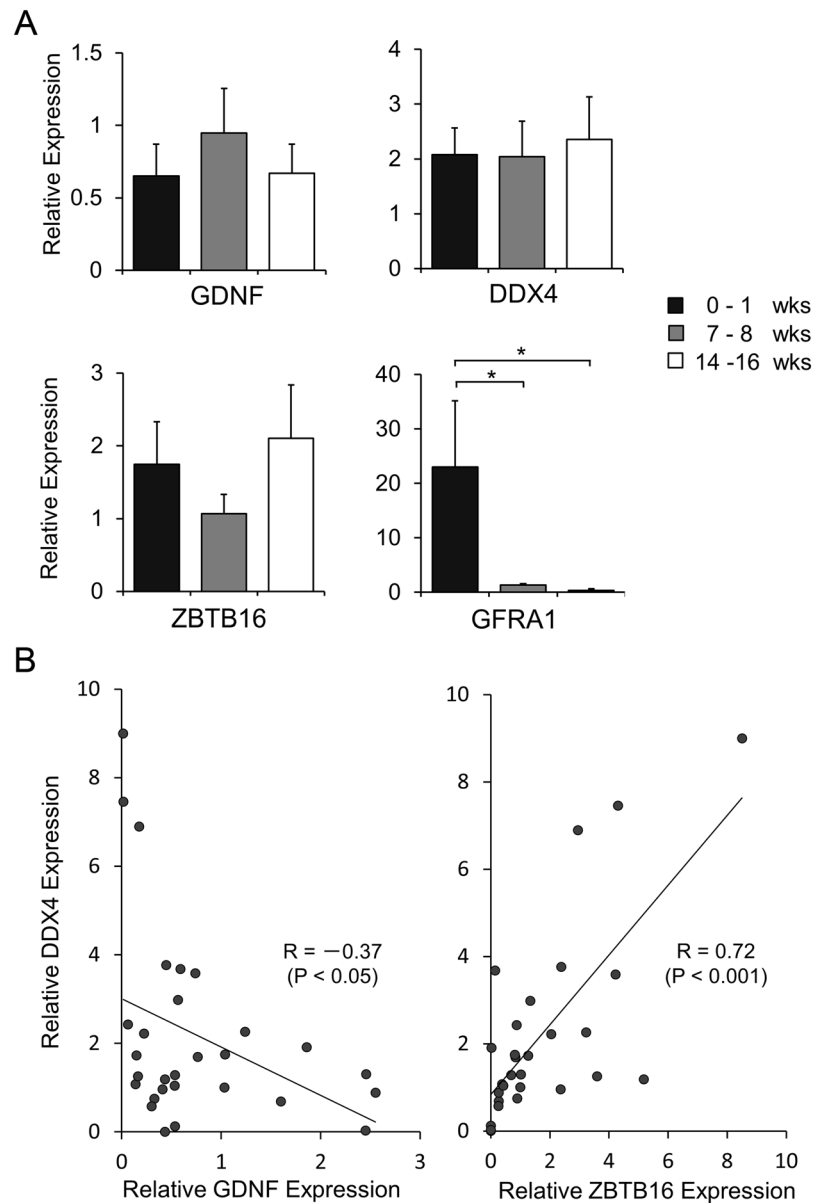 A
Relative Expression
1.5
1
0.5
0
GDNF
4
3
2
1
0
DDX4
0 - 1 wks
7 - 8 wks
14 -16 wks
Relative Expression
3
2
1
0
ZBTB16
40
30
20
10
0
*
*
GFRA1
B
Relative DDX4 Expression
10
8
6
4
2
0
R = −0.37
(P < 0.05)
0 1 2 3
Relative GDNF Expression
10
8
6
4
2
0
R = 0.72
(P < 0.001)
0 2 4 6 8 10
Relative ZBTB16 Expression